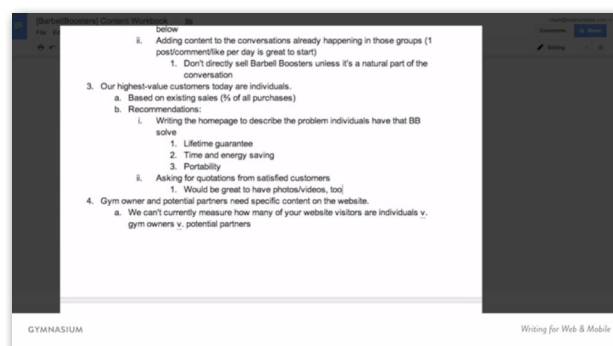 [BarbellBoosters] Content Workbook
below
ii. Adding content to the conversations already happening in those groups (1
post/comment/like per day is great to start)
1. Don't directly sell Barbell Boosters unless it's a natural part of the
conversation
3. Our highest-value customers today are individuals.
a. Based on existing sales (⅔ of all purchases)
b. Recommendations:
i. Writing the homepage to describe the problem individuals have that BB
solve
1. Lifetime guarantee
2. Time and energy saving
3. Portability
ii. Asking for quotations from satisfied customers
1. Would be great to have photos/videos, too
4. Gym owner and potential partners need specific content on the website.
a. We can't currently measure how many of your website visitors are individuals v.
gym owners v. potential partners
GYMNASIUM
Writing for Web & Mobile